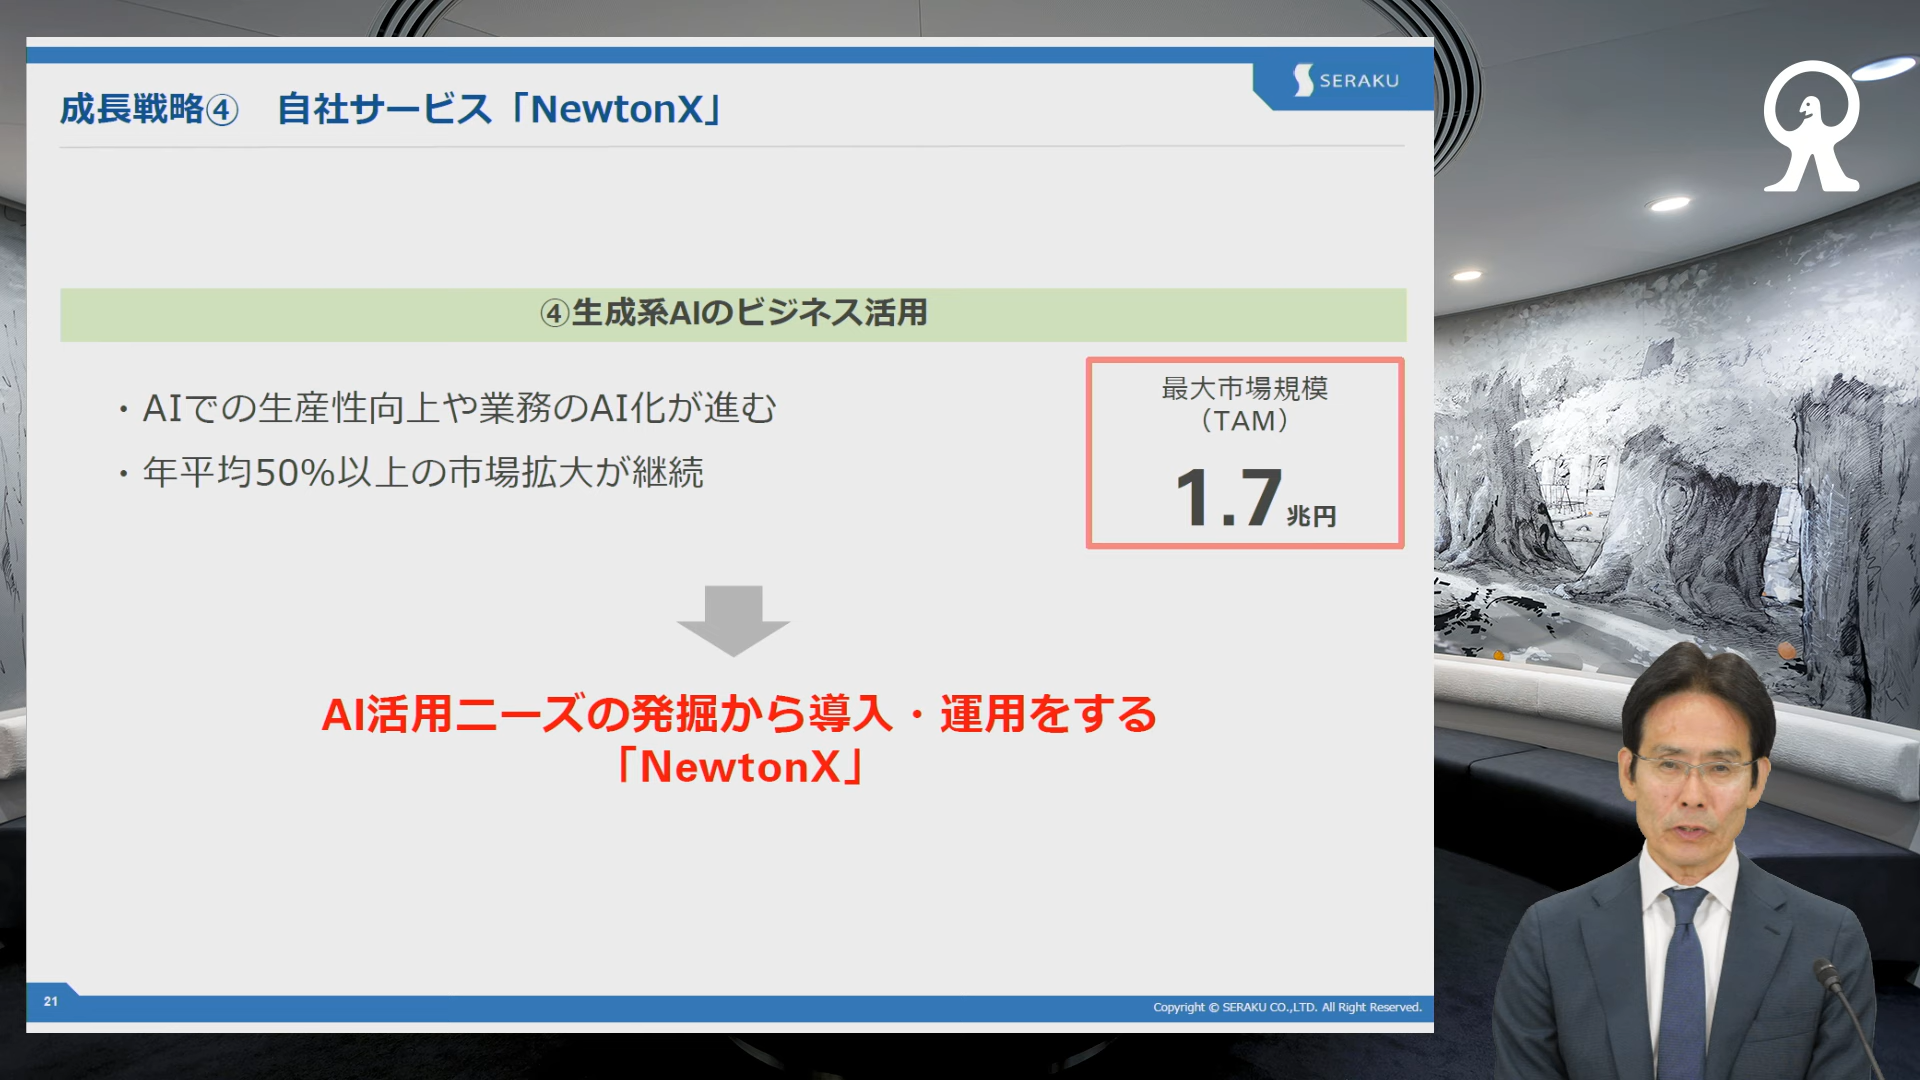 成長戦略④　自社サービス「NewtonX」
SERAKU
④生成系AIのビジネス活用
・AIでの生産性向上や業務のAI化が進む
・年平均50%以上の市場拡大が継続
最大市場規模
（TAM）
1.7兆円
AI活用ニーズの発掘から導入・運用をする
「NewtonX」
21
Copyright © SERAKU CO.,LTD. All Right Reserved.